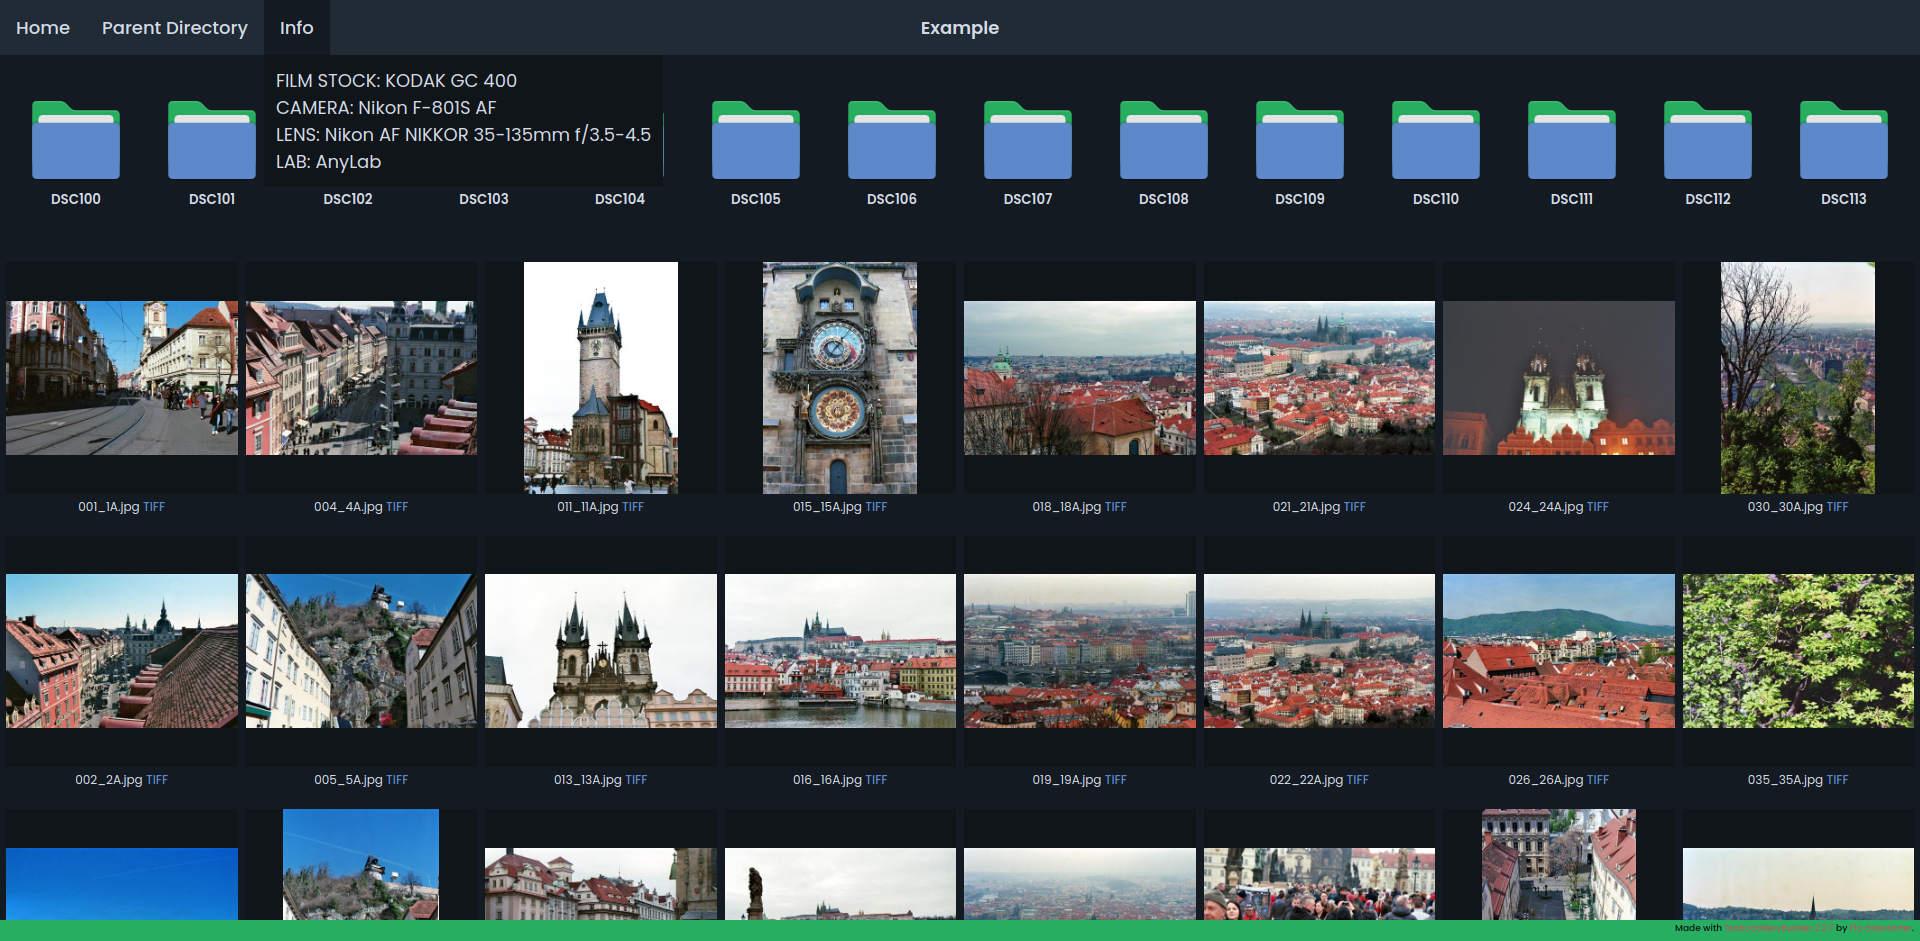 Home Parent Directory Info Example
FILM STOCK: KODAK GC 400
CAMERA: Nikon F-801S AF
LENS: Nikon AF NIKKOR 35-135mm f/3.5-4.5
LAB: AnyLab
DSC100 DSC101 DSC102 DSC103 DSC104 DSC105 DSC106 DSC107 DSC108 DSC109 DSC110 DSC111 DSC112 DSC113
001_1A.jpg TIFF 004_4A.jpg TIFF 011_11A.jpg TIFF 015_15A.jpg TIFF 018_18A.jpg TIFF 021_21A.jpg TIFF 024_24A.jpg TIFF 030_30A.jpg TIFF
002_2A.jpg TIFF 005_5A.jpg TIFF 013_13A.jpg TIFF 016_16A.jpg TIFF 019_19A.jpg TIFF 022_22A.jpg TIFF 026_26A.jpg TIFF 035_35A.jpg TIFF
Made with by